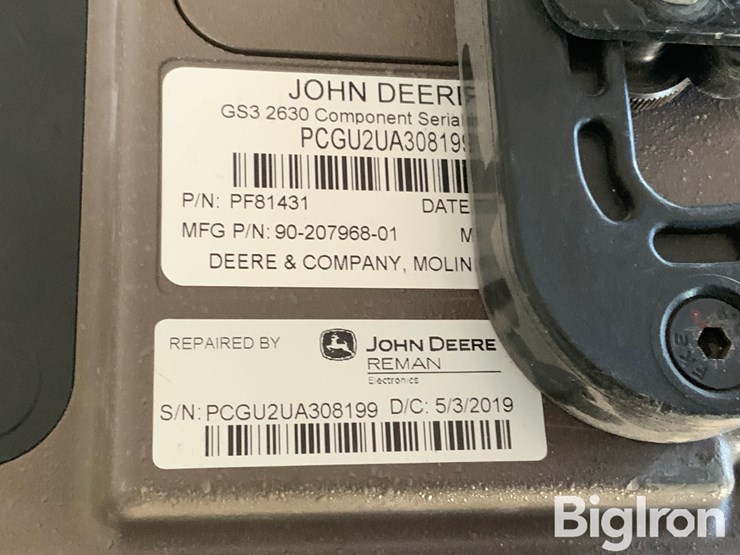 JOHN DEERE
GS3 2630 Component Serial
PCGU2UA308199
P/N: PF81431 DATE
MFG P/N: 90-207968-01 M
DEERE & COMPANY, MOLIN
REPAIRED BY
JOHN DEERE
REMAN
Electronics
S/N: PCGU2UA308199 D/C: 5/3/2019
BigIron